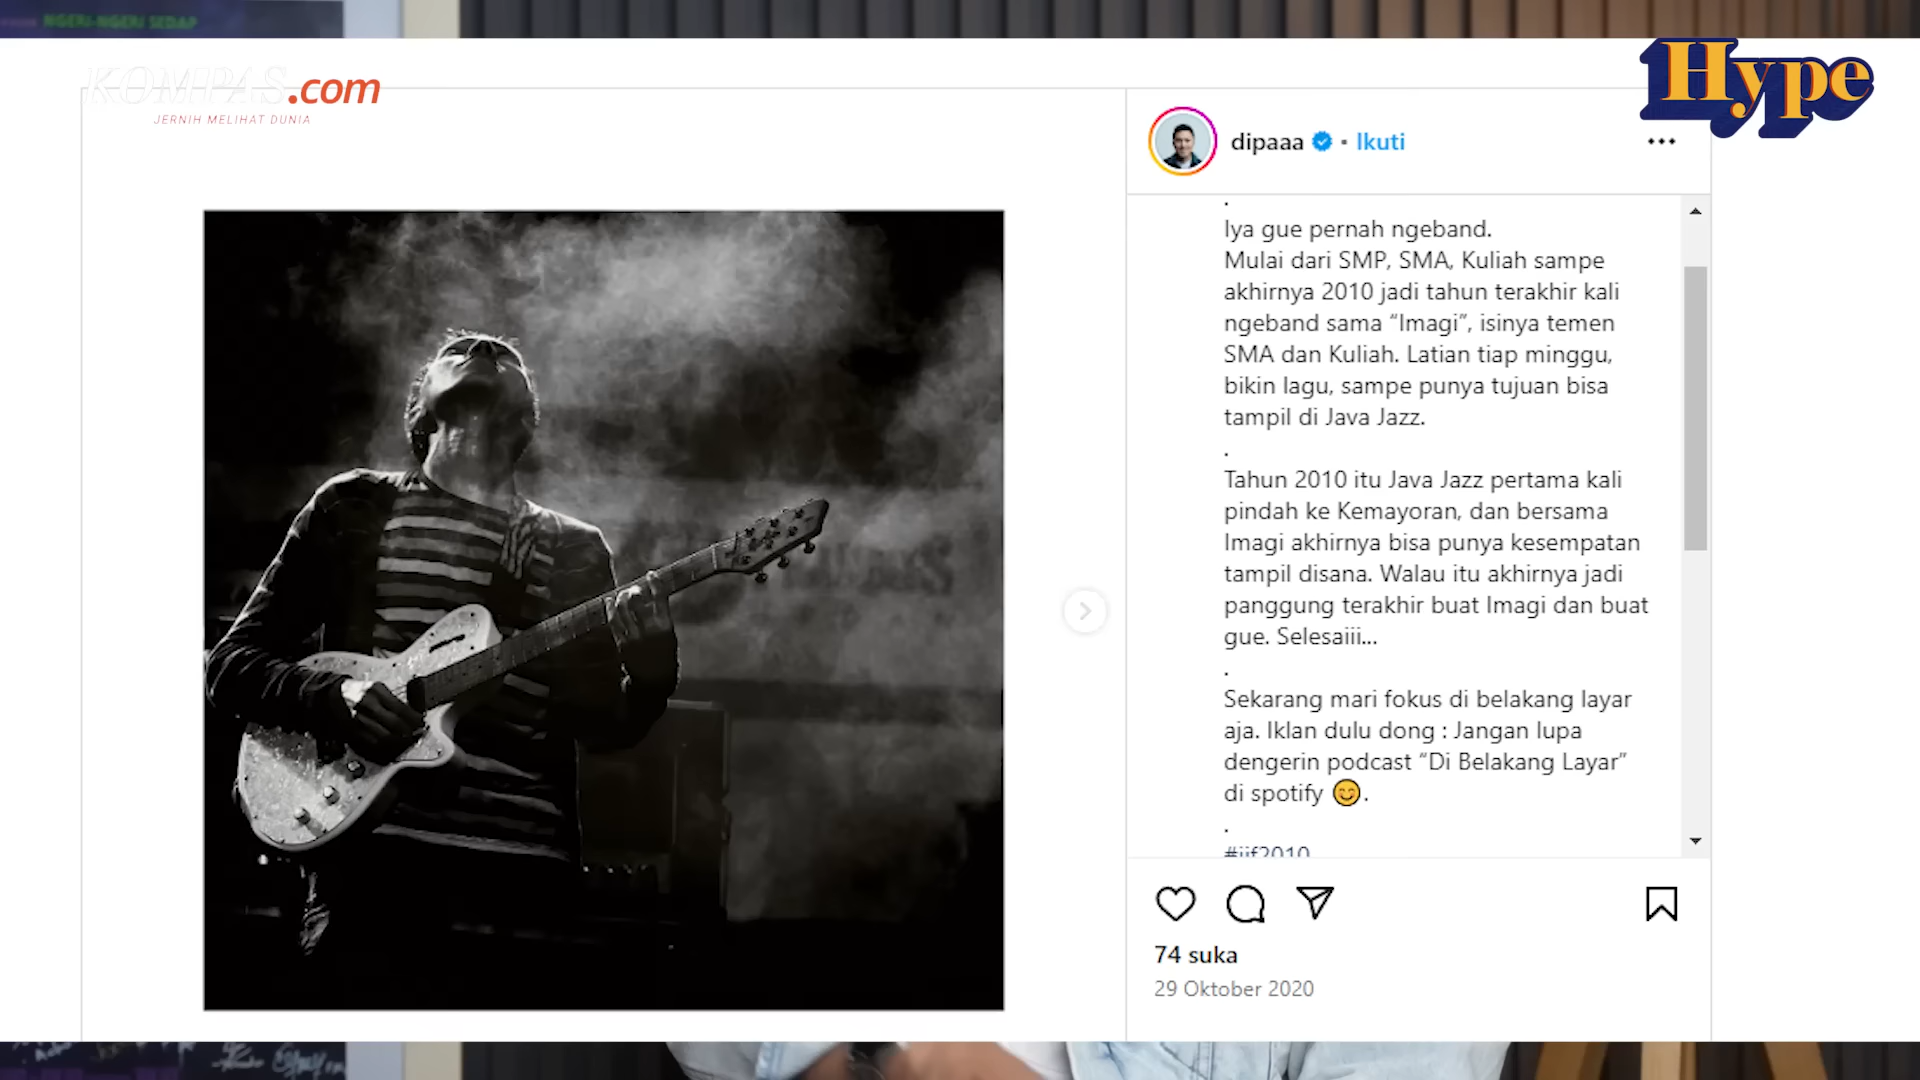 NGERI-NGERI SEDAP
KOMPAS.com
JERNIH MELIHAT DUNIA
Hype
dipaaa • Ikuti
.
Iya gue pernah ngeband.
Mulai dari SMP, SMA, Kuliah sampe
akhirnya 2010 jadi tahun terakhir kali
ngeband sama “Imagi”, isinya temen
SMA dan Kuliah. Latian tiap minggu,
bikin lagu, sampe punya tujuan bisa
tampil di Java Jazz.
.
Tahun 2010 itu Java Jazz pertama kali
pindah ke Kemayoran, dan bersama
Imagi akhirnya bisa punya kesempatan
tampil disana. Walau itu akhirnya jadi
panggung terakhir buat Imagi dan buat
gue. Selesaiii...
.
Sekarang mari fokus di belakang layar
aja. Iklan dulu dong : Jangan lupa
dengerin podcast “Di Belakang Layar”
di spotify 😊.
.
#jjf2010
74 suka
29 Oktober 2020